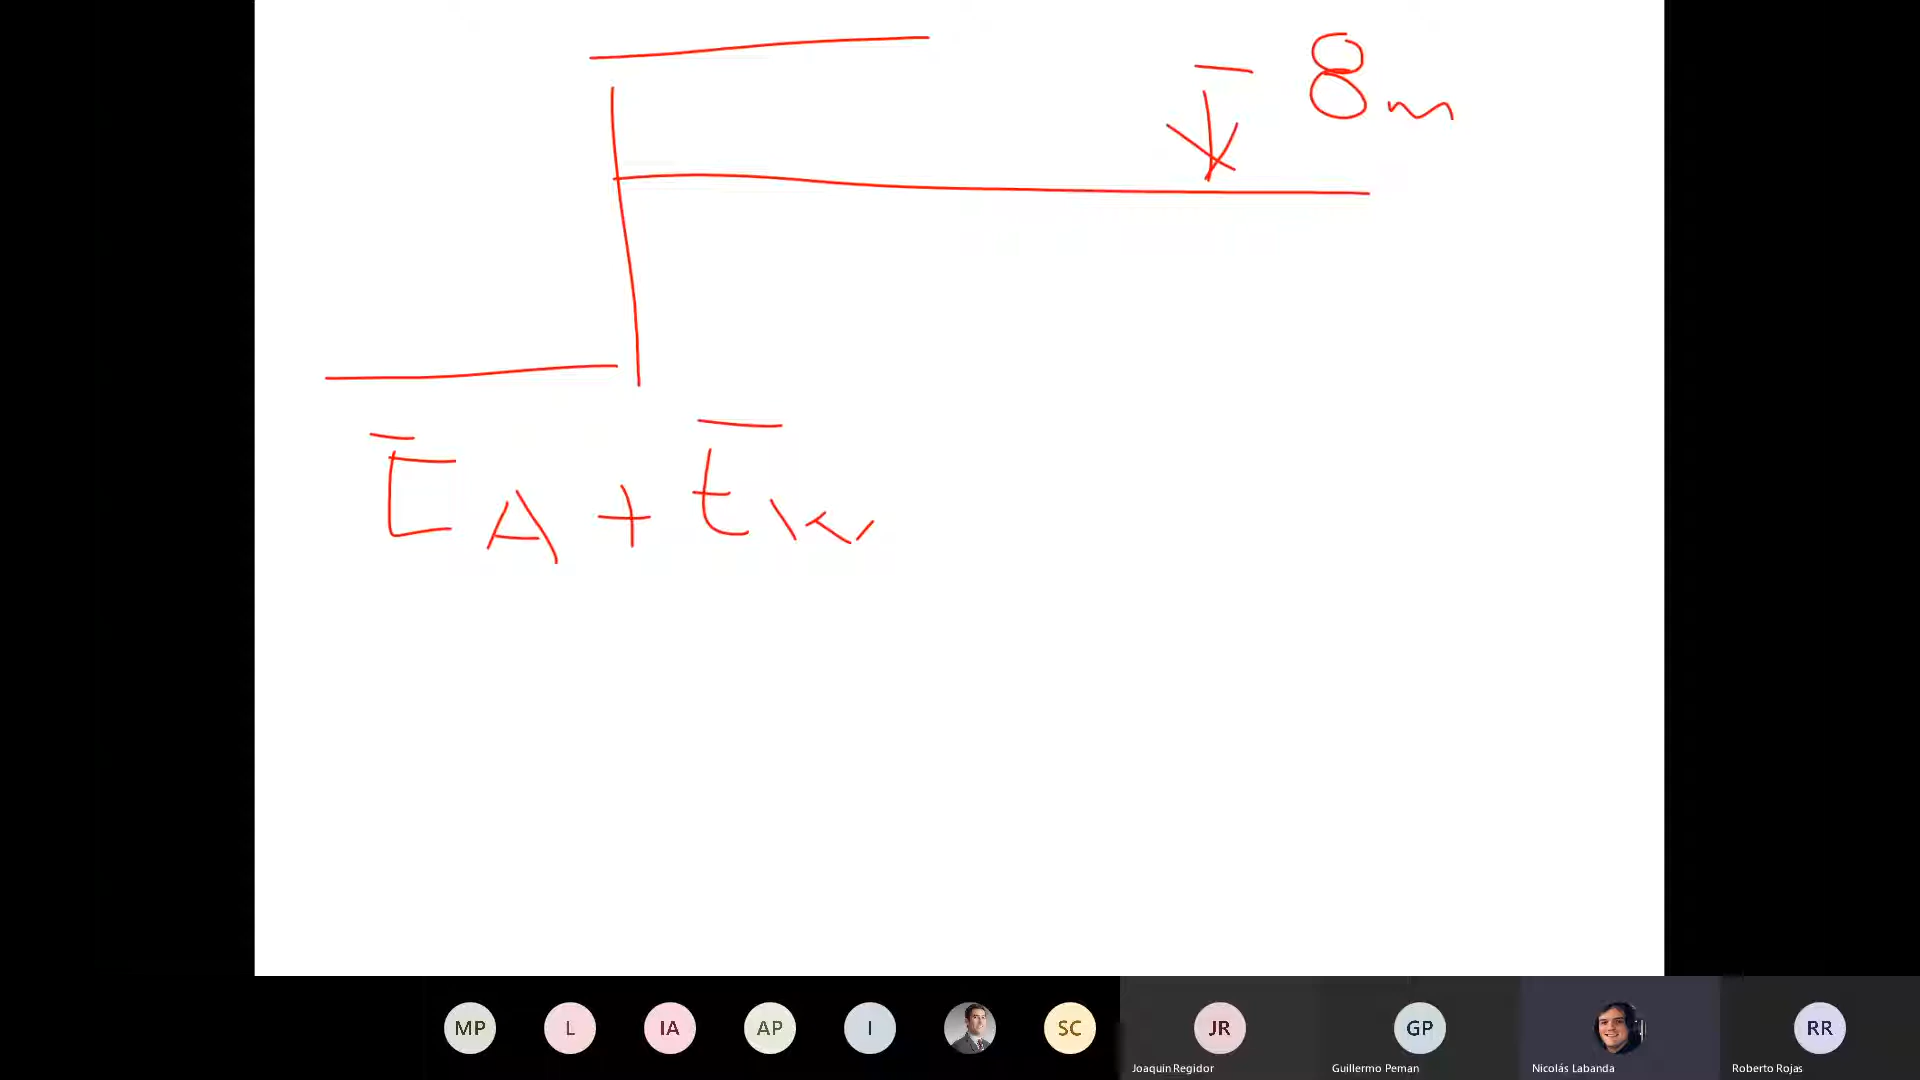 8m
E̅A + t̅w
MP L IA AP I SC JR GP RR
Joaquin Regidor Guillermo Peman Nicolás Labanda Roberto Rojas